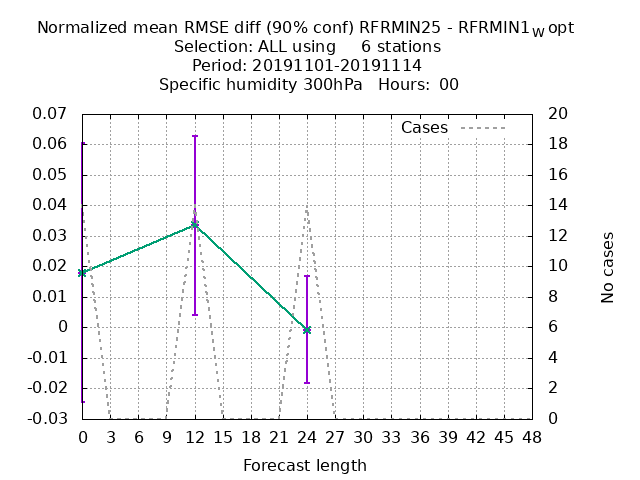 Normalized mean RMSE diff (90% conf) RFRMIN25 - RFRMIN1wopt
Selection: ALL using 6 stations
Period: 20191101-20191114
Specific humidity 300hPa Hours: 00
Cases
0.07
0.06
0.05
0.04
0.03
0.02
0.01
0
-0.01
-0.02
-0.03
20
18
16
14
12
10
8
6
4
2
0
No cases
0 3 6 9 12 15 18 21 24 27 30 33 36 39 42 45 48
Forecast length